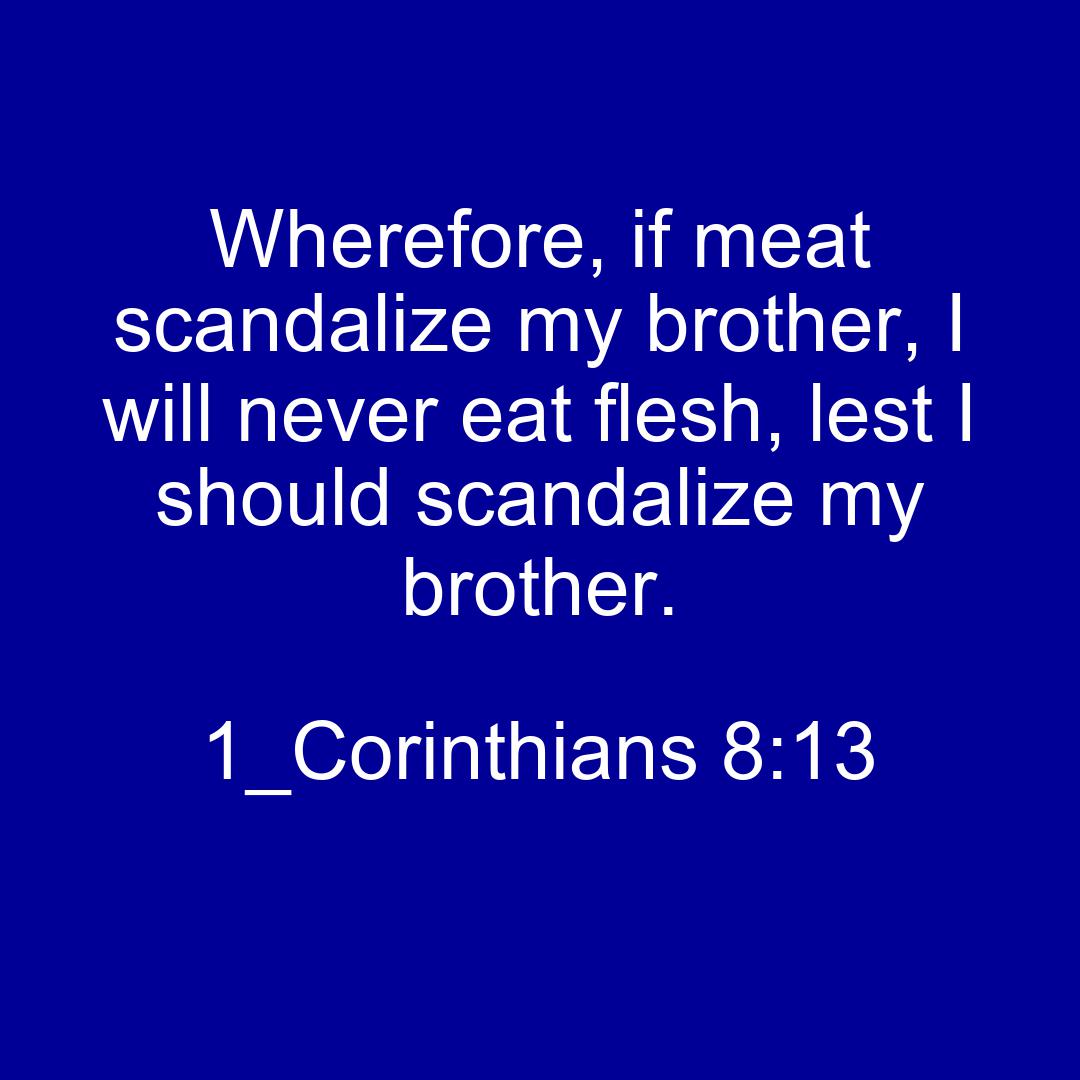 Wherefore, if meat
scandalize my brother, I
will never eat flesh, lest I
should scandalize my
brother.
1_Corinthians 8:13